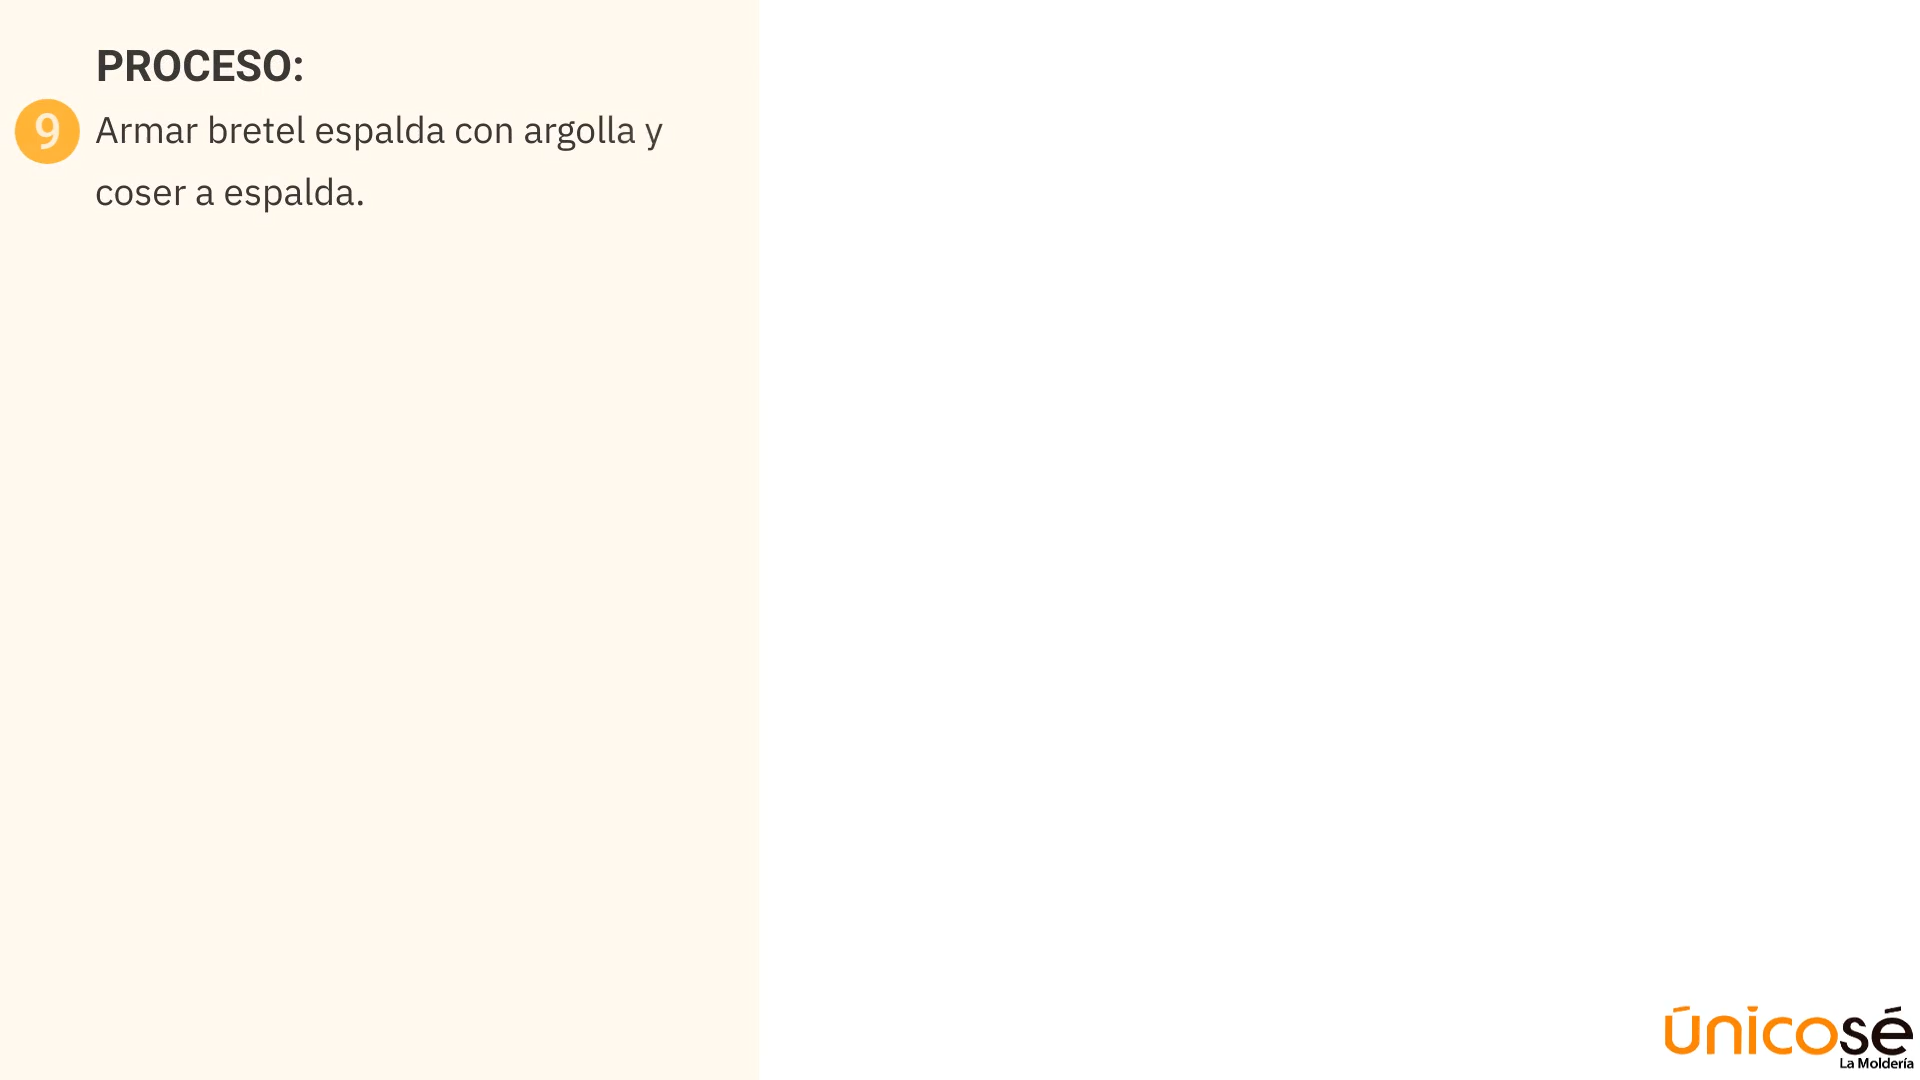 PROCESO:
9 Armar bretel espalda con argolla y
coser a espalda.
únicosé
La Moldería